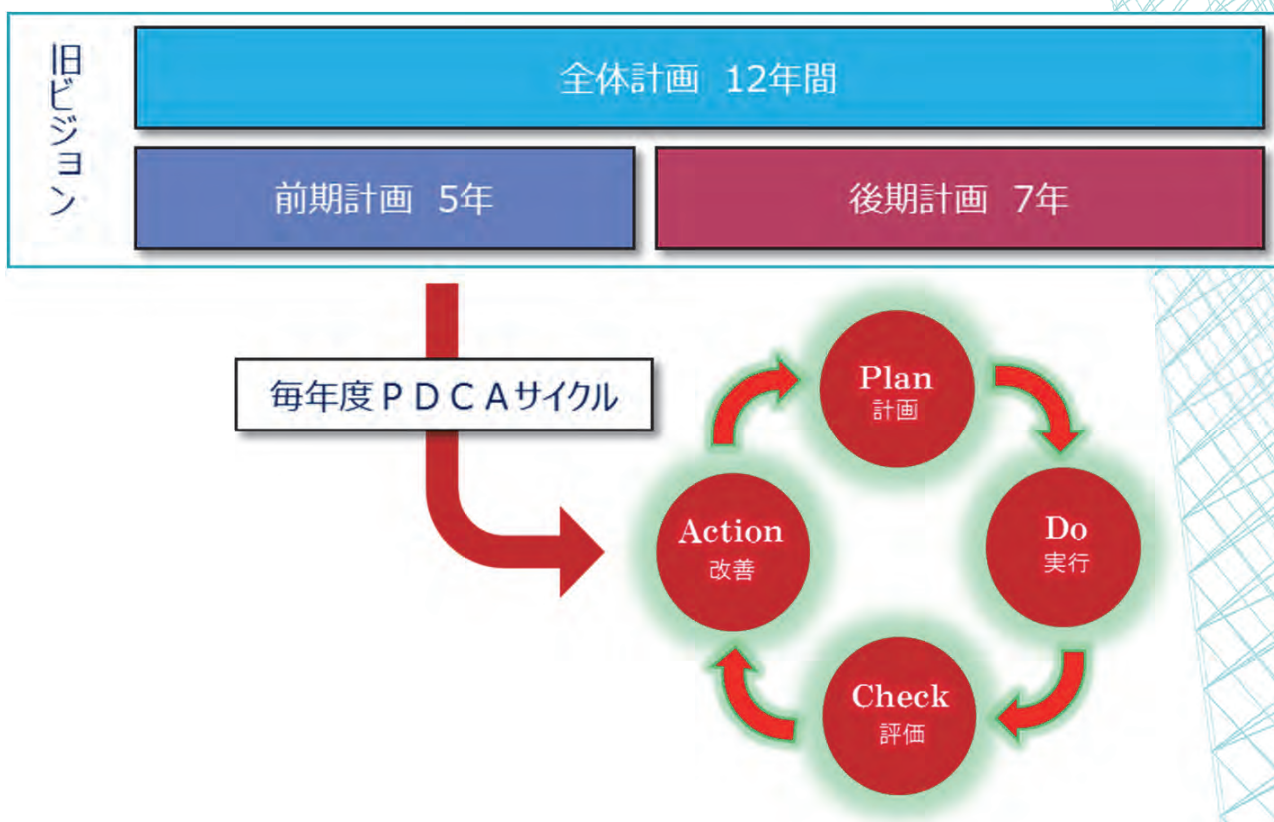 旧ビジョン
全体計画 12年間
前期計画 5年
後期計画 7年
毎年度ＰＤＣＡサイクル
Plan
計画
Do
実行
Check
評価
Action
改善